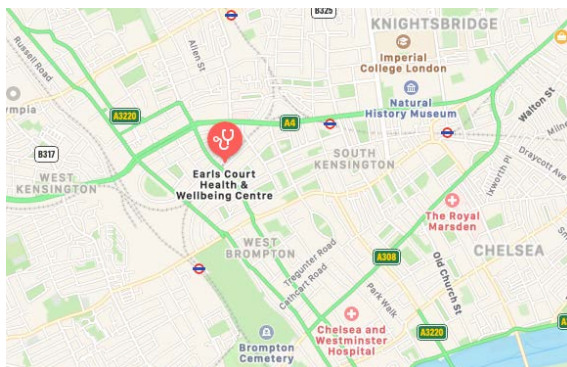 B325
KNIGHTSBRIDGE
Russell Road
Allen St
Imperial
College London
Walton St
Natural
History Museum
ympia
A3220
A4
B317
Milne
Draycott Ave
SOUTH
KENSINGTON
WEST
KENSINGTON
Earls Court
Health &
Wellbeing Centre
Ixworth Pl
The Royal
Marsden
WEST
BROMPTON
Tregunter Road
Cathcart Road
A308
Old Church St
CHELSEA
Park Walk
Chelsea and
Westminster
Hospital
A3220
Brompton
Cemetery